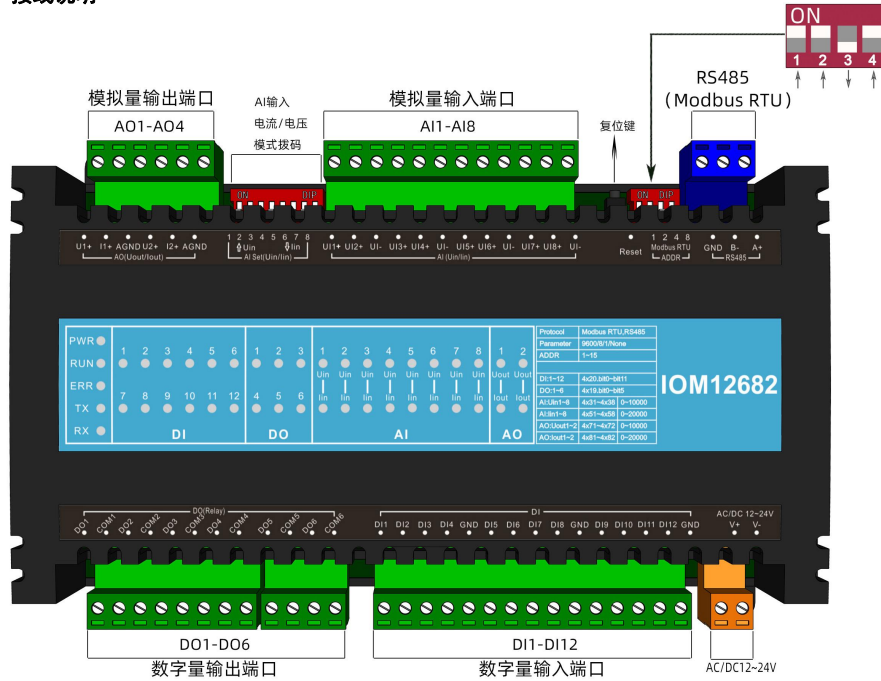 ON
1 2 3 4
RS485
(Modbus RTU)
模拟量输出端口
AO1-AO4
AI输入
电流/电压
模式拨码
模拟量输入端口
AI1-AI8
复位键
ON DIP
ON DIP
U1+ I1+ AGND U2+ I2+ AGND
AO(Uout/Iout)
1 2 3 4 5 6 7 8
Uin Iin
AI Set(Uin/Iin)
UI1+ UI2+ UI- UI3+ UI4+ UI- UI5+ UI6+ UI- UI7+ UI8+ UI-
AI (Uin/Iin)
Reset
1 2 4 8
Modbus RTU
ADDR
GND B- A+
RS485
PWR
RUN
ERR
TX
RX
1 2 3 4 5 6
7 8 9 10 11 12
DI
1 2 3
4 5 6
DO
1 2 3 4 5 6 7 8
Uin Uin Uin Uin Uin Uin Uin Uin
Iin Iin Iin Iin Iin Iin Iin Iin
AI
1 2
Uout Uout
Iout Iout
AO
Protocol Modbus RTU,RS485
Parameter 9600/8/1/None
ADDR 1~15
DI:1~12 4x20.bit0~bit11
DO:1~6 4x19.bit0~bit5
AI:Uin1~8 4x31~4x38 0~10000
AI:Iin1~8 4x51~4x58 0~20000
AO:Uout1~2 4x71~4x72 0~10000
AO:Iout1~2 4x81~4x82 0~20000
IOM12682
DO(Relay)
DO1 COM1 DO2 COM2 DO3 COM3 DO4 COM4 DO5 COM5 DO6 COM6
DI
DI1 DI2 DI3 DI4 GND DI5 DI6 DI7 DI8 GND DI9 DI10 DI11 DI12 GND
AC/DC 12~24V
V+ V-
DO1-DO6
数字量输出端口
DI1-DI12
数字量输入端口
AC/DC12~24V